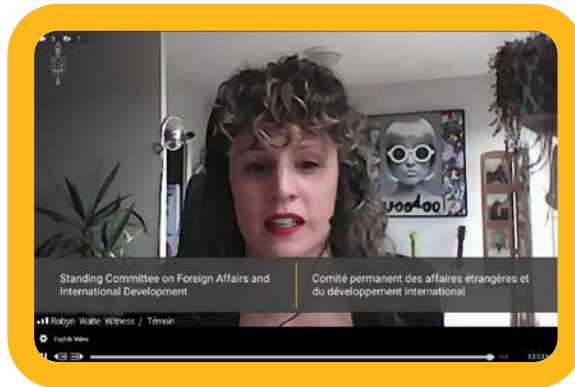 VOODOO
Standing Committee on Foreign Affairs and
International Development
Comité permanent des affaires étrangères et
du développement international
Robyn Waite Witness / Témoin
English Video